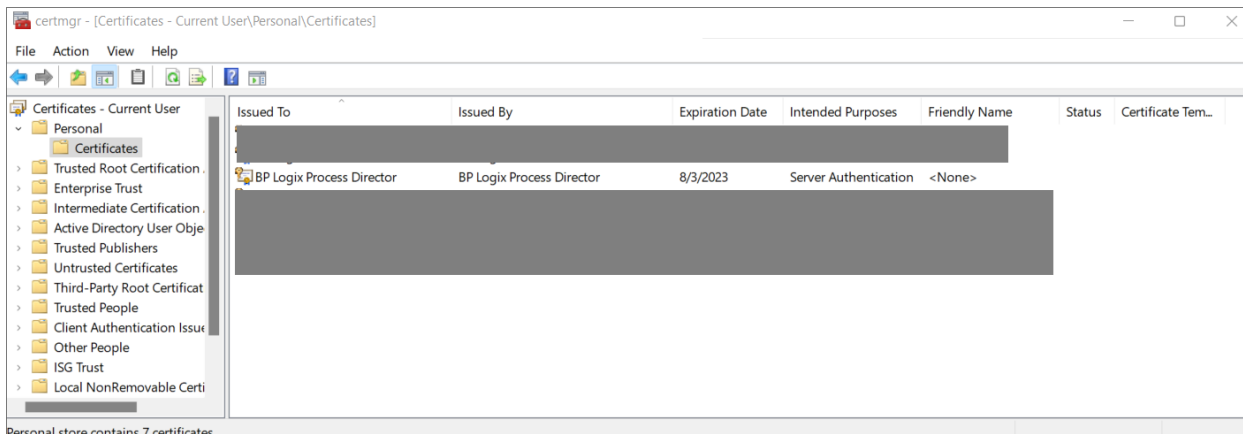 certmgr - [Certificates - Current User\Personal\Certificates]
File Action View Help
Certificates - Current User
Personal
Certificates
Trusted Root Certification
Enterprise Trust
Intermediate Certification
Active Directory User Obje
Trusted Publishers
Untrusted Certificates
Third-Party Root Certificat
Trusted People
Client Authentication Issue
Other People
ISG Trust
Local NonRemovable Certi
Issued To Issued By Expiration Date Intended Purposes Friendly Name Status Certificate Tem...
BP Logix Process Director BP Logix Process Director 8/3/2023 Server Authentication <None>
Personal store contains 7 certificates